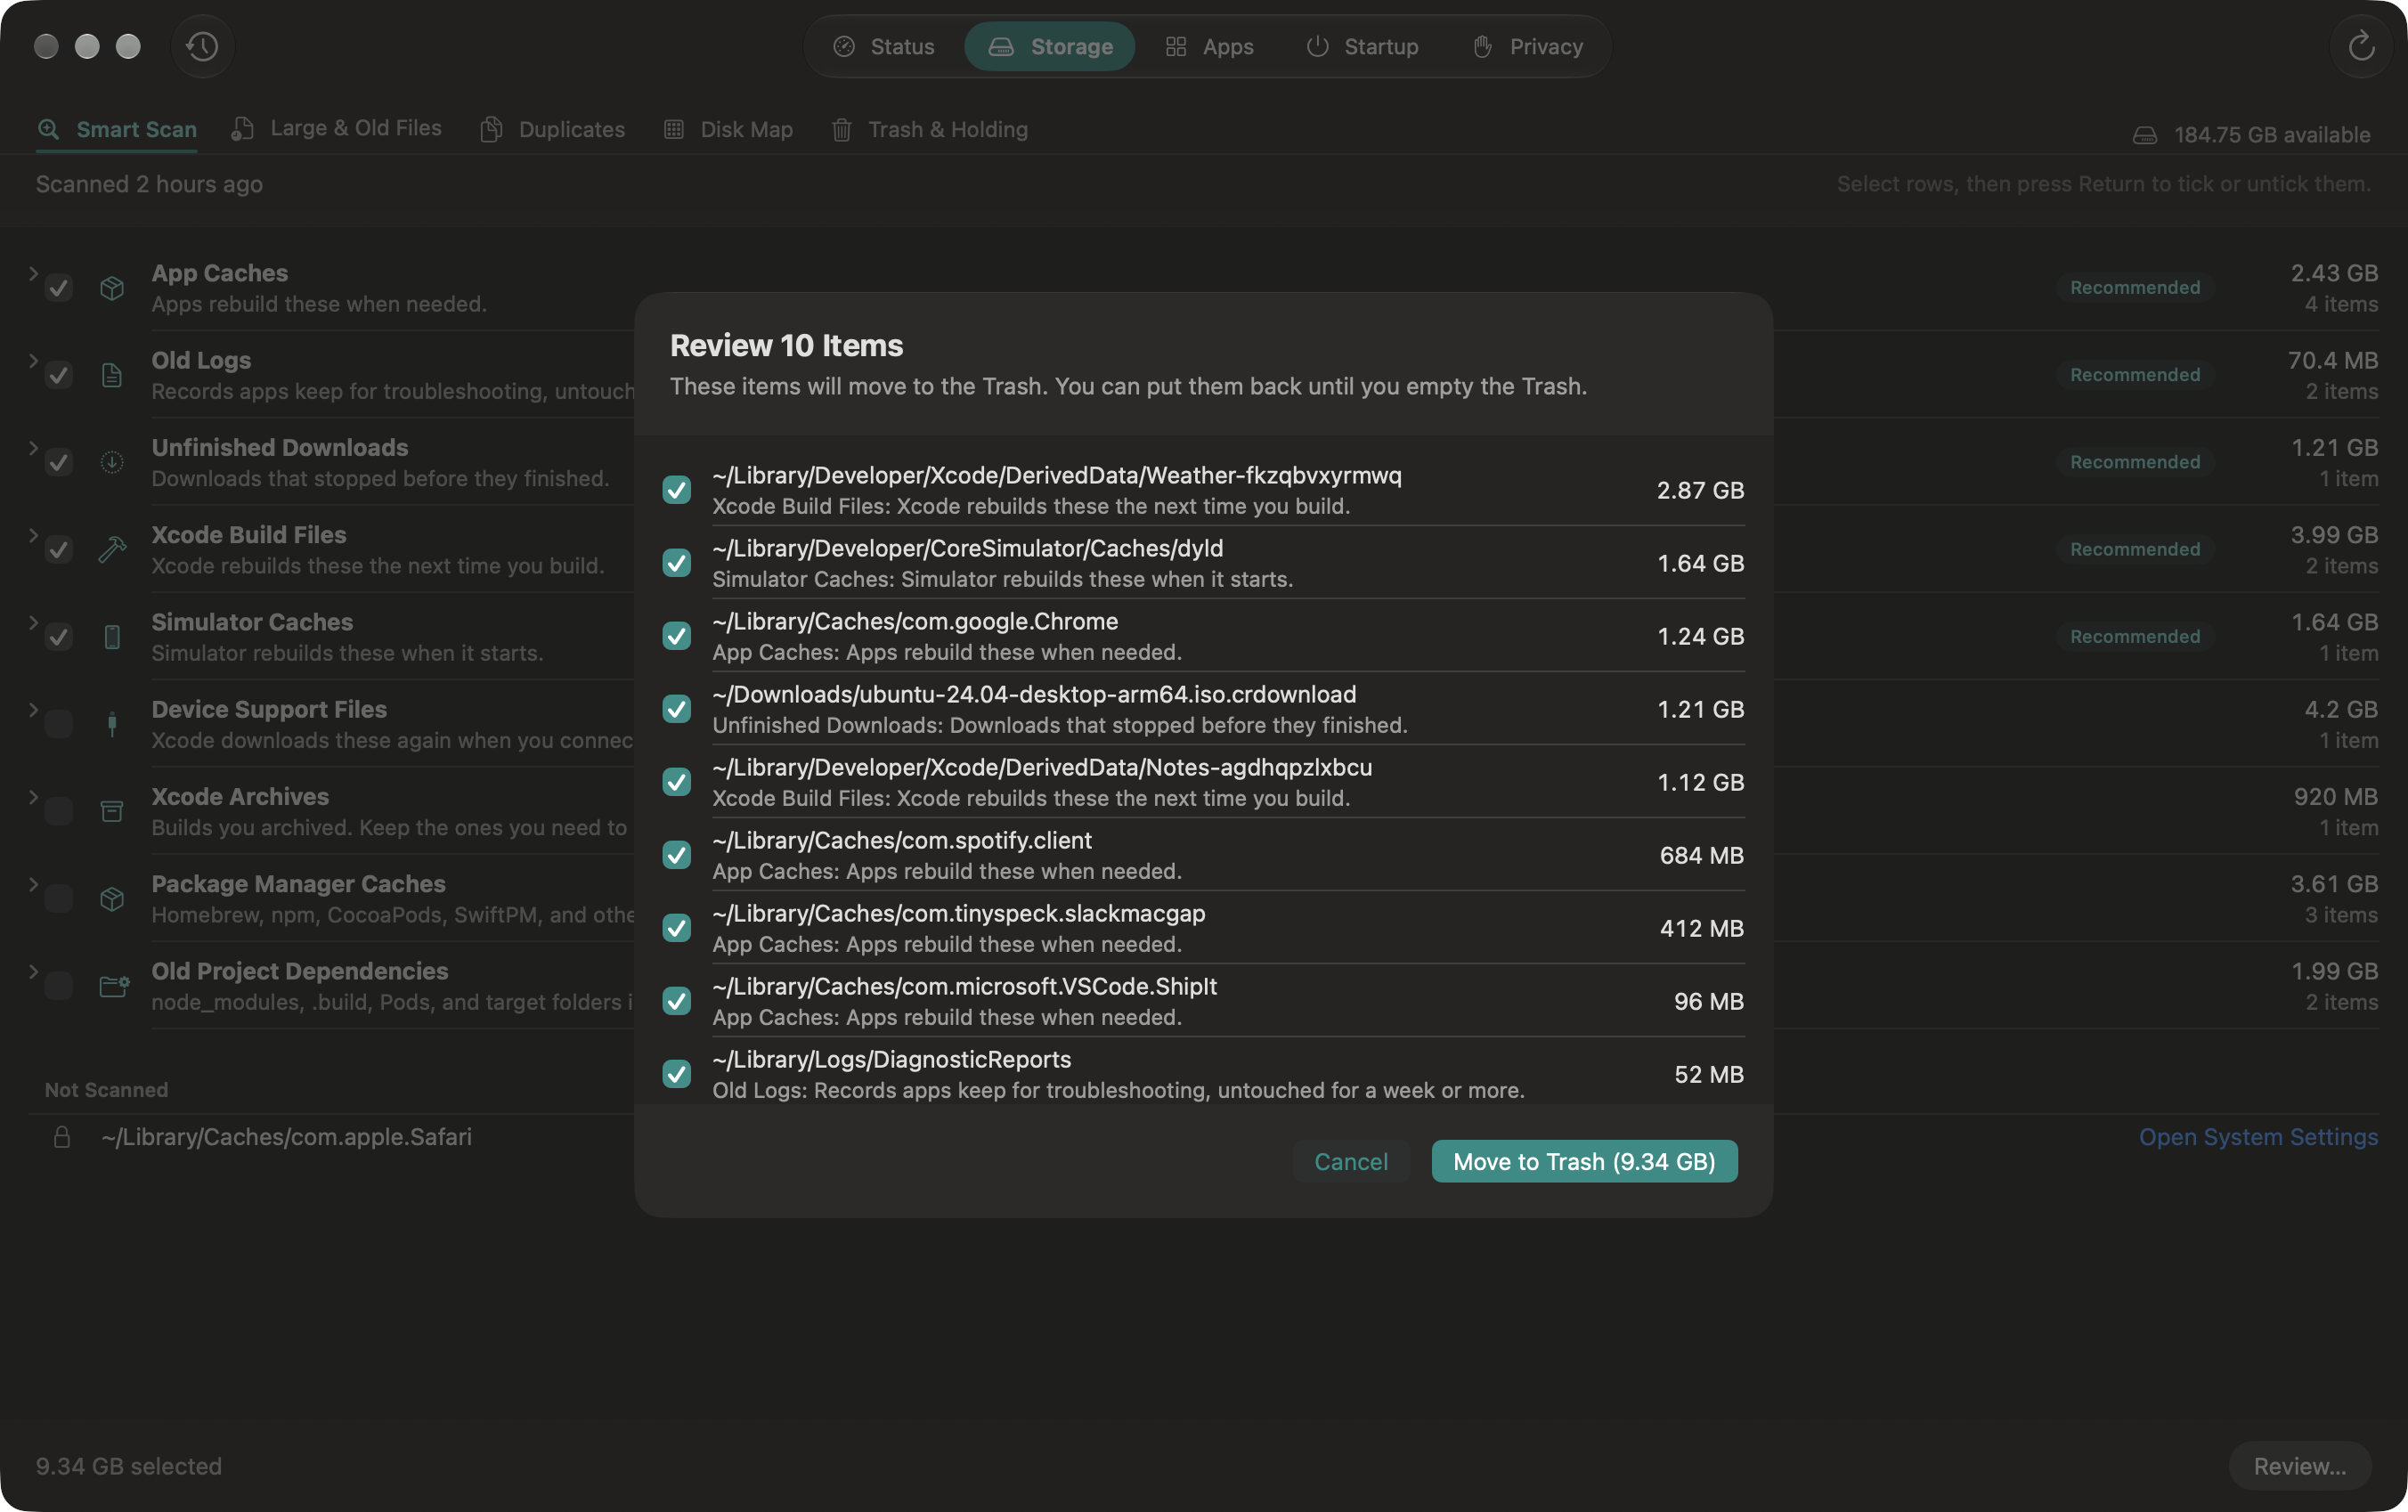 Status
Storage
Apps
Startup
Privacy
Smart Scan
Large & Old Files
Duplicates
Disk Map
Trash & Holding
184.75 GB available
Scanned 2 hours ago
Select rows, then press Return to tick or untick them.
App Caches
Apps rebuild these when needed.
Recommended
2.43 GB
4 items
Old Logs
Records apps keep for troubleshooting, untouch
Recommended
70.4 MB
2 items
Unfinished Downloads
Downloads that stopped before they finished.
Recommended
1.21 GB
1 item
Xcode Build Files
Xcode rebuilds these the next time you build.
Recommended
3.99 GB
2 items
Simulator Caches
Simulator rebuilds these when it starts.
Recommended
1.64 GB
1 item
Device Support Files
Xcode downloads these again when you connec
4.2 GB
1 item
Xcode Archives
Builds you archived. Keep the ones you need to
920 MB
1 item
Package Manager Caches
Homebrew, npm, CocoaPods, SwiftPM, and othe
3.61 GB
3 items
Old Project Dependencies
node_modules, .build, Pods, and target folders i
1.99 GB
2 items
Not Scanned
~/Library/Caches/com.apple.Safari
Open System Settings
9.34 GB selected
Review...
Review 10 Items
These items will move to the Trash. You can put them back until you empty the Trash.
~/Library/Developer/Xcode/DerivedData/Weather-fkzqbvxyrmwq
Xcode Build Files: Xcode rebuilds these the next time you build.
2.87 GB
~/Library/Developer/CoreSimulator/Caches/dyld
Simulator Caches: Simulator rebuilds these when it starts.
1.64 GB
~/Library/Caches/com.google.Chrome
App Caches: Apps rebuild these when needed.
1.24 GB
~/Downloads/ubuntu-24.04-desktop-arm64.iso.crdownload
Unfinished Downloads: Downloads that stopped before they finished.
1.21 GB
~/Library/Developer/Xcode/DerivedData/Notes-agdhqpzlxbcu
Xcode Build Files: Xcode rebuilds these the next time you build.
1.12 GB
~/Library/Caches/com.spotify.client
App Caches: Apps rebuild these when needed.
684 MB
~/Library/Caches/com.tinyspeck.slackmacgap
App Caches: Apps rebuild these when needed.
412 MB
~/Library/Caches/com.microsoft.VSCode.ShipIt
App Caches: Apps rebuild these when needed.
96 MB
~/Library/Logs/DiagnosticReports
Old Logs: Records apps keep for troubleshooting, untouched for a week or more.
52 MB
Cancel
Move to Trash (9.34 GB)